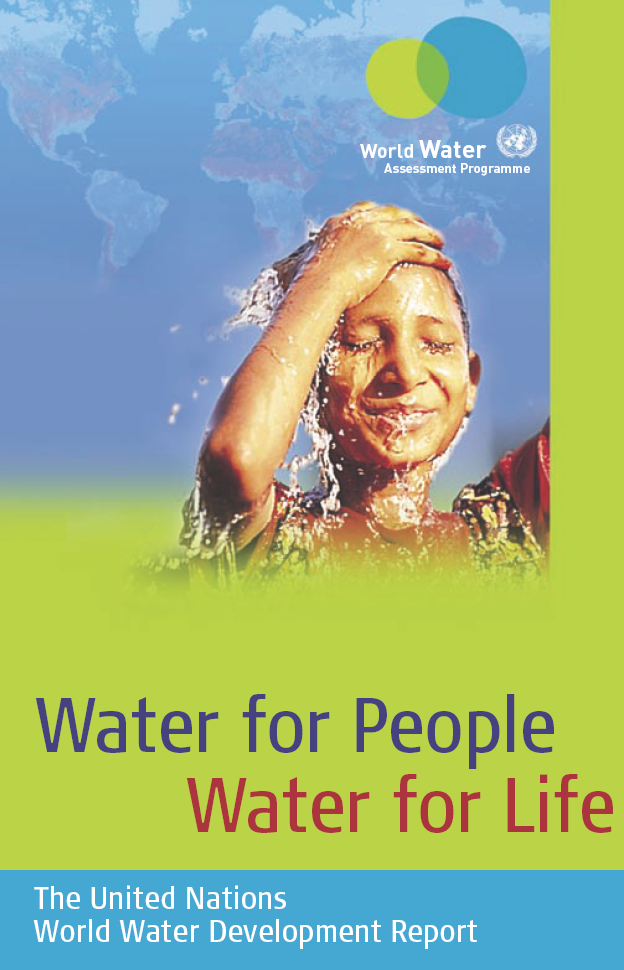 World Water
Assessment Programme
Water for People
Water for Life
The United Nations
World Water Development Report